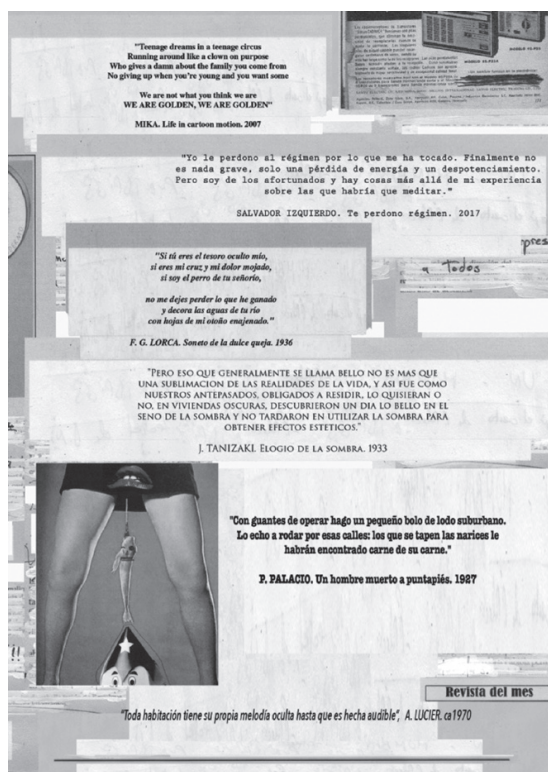 "Teenage dreams in a teenage circus
Running around like a clown on purpose
Who gives a damn about the family you come from
No giving up when you're young and you want some
We are not what you think we are
WE ARE GOLDEN, WE ARE GOLDEN"
MIKA. Life in cartoon motion. 2007
"Yo le perdono al régimen por lo que me ha tocado. Finalmente no
es nada grave, solo una pérdida de energía y un despotenciamiento.
Pero soy de los afortunados y hay cosas más allá de mi experiencia
sobre las que habría que meditar."
SALVADOR IZQUIERDO. Te perdono régimen. 2017
pres
a Todos
"Si tú eres el tesoro oculto mío,
si eres mi cruz y mi dolor mojado,
si soy el perro de tu señorío,
no me dejes perder lo que he ganado
y decora las aguas de tu río
con hojas de mi otoño enajenado."
F. G. LORCA. Soneto de la dulce queja. 1936
"PERO ESO QUE GENERALMENTE SE LLAMA BELLO NO ES MAS QUE
UNA SUBLIMACION DE LAS REALIDADES DE LA VIDA, Y ASI FUE COMO
NUESTROS ANTEPASADOS, OBLIGADOS A RESIDIR, LO QUISIERAN O
NO, EN VIVIENDAS OSCURAS, DESCUBRIERON UN DIA LO BELLO EN EL
SENO DE LA SOMBRA Y NO TARDARON EN UTILIZAR LA SOMBRA PARA
OBTENER EFECTOS ESTETICOS."
J. TANIZAKI. ELOGIO DE LA SOMBRA. 1933
"Con guantes de operar hago un pequeño bolo de lodo suburbano.
Lo echo a rodar por esas calles: los que se tapen las narices le
habrán encontrado carne de su carne."
P. PALACIO. Un hombre muerto a puntapiés. 1927
Revista del mes
"Toda habitación tiene su propia melodía oculta hasta que es hecha audible", A. LUCIER. ca1970